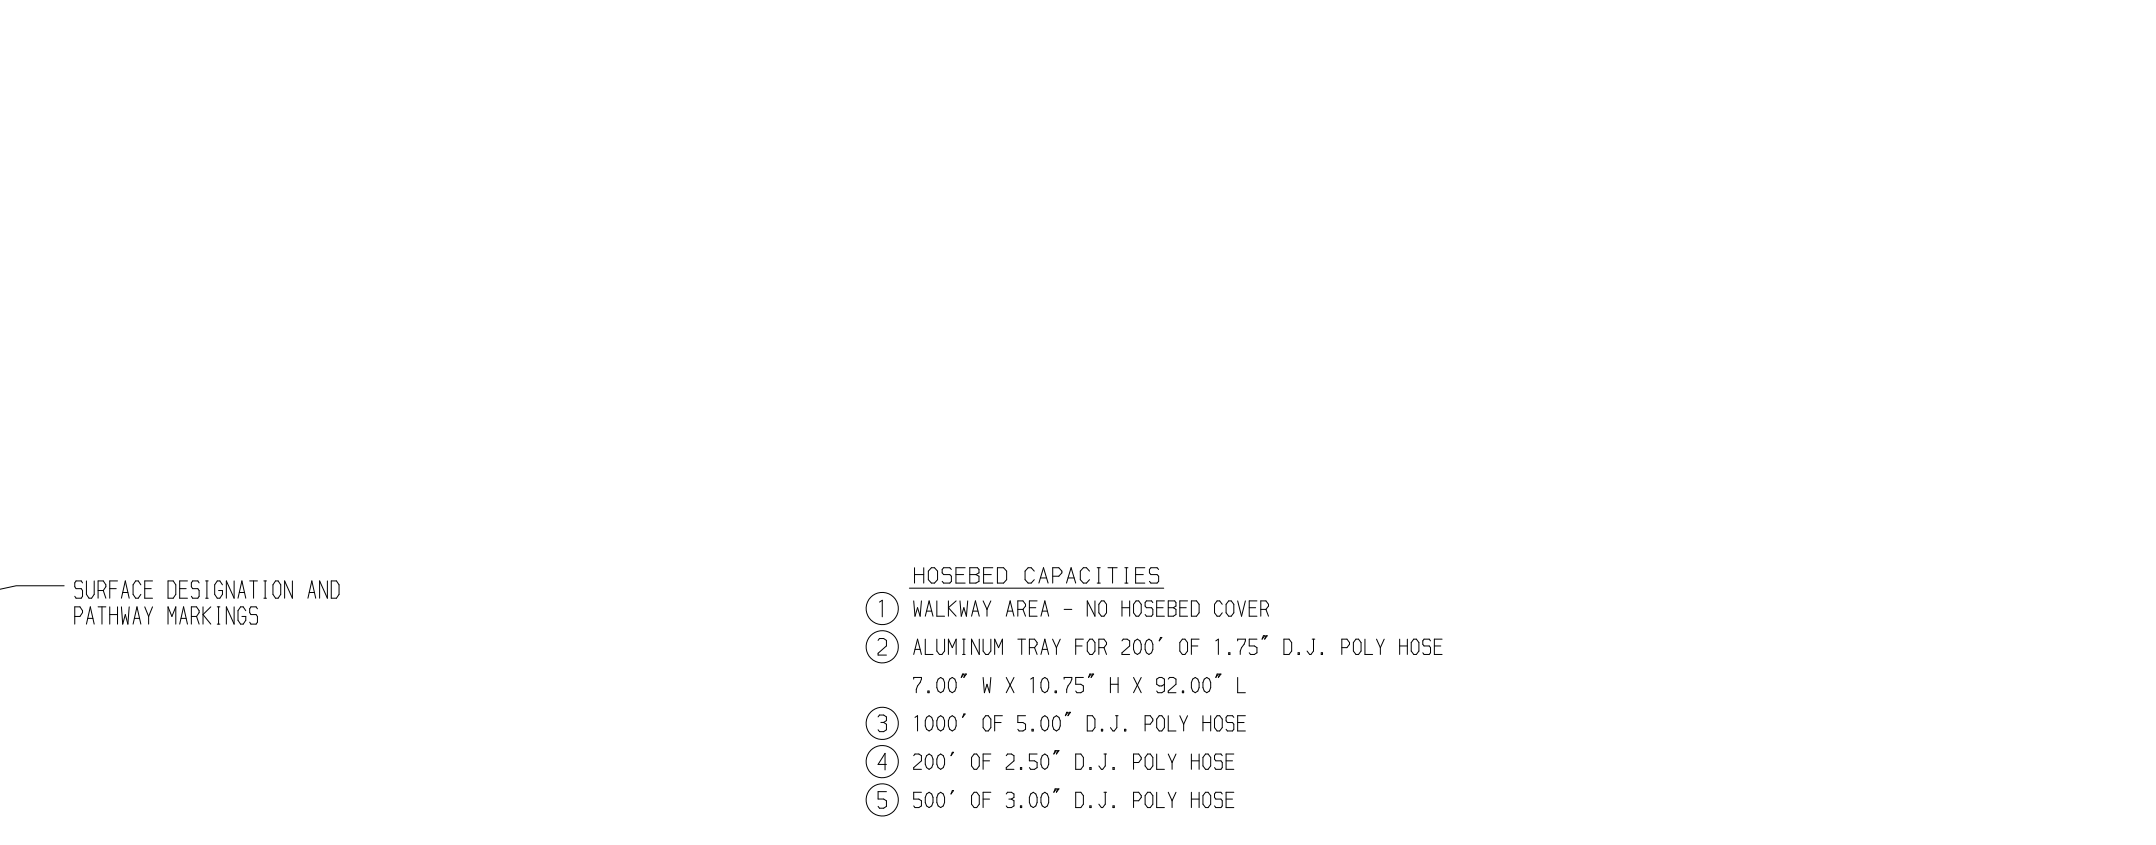 SURFACE DESIGNATION AND
PATHWAY MARKINGS
HOSEBED CAPACITIES
1 WALKWAY AREA - NO HOSEBED COVER
2 ALUMINUM TRAY FOR 200' OF 1.75" D.J. POLY HOSE
7.00" W X 10.75" H X 92.00" L
3 1000' OF 5.00" D.J. POLY HOSE
4 200' OF 2.50" D.J. POLY HOSE
5 500' OF 3.00" D.J. POLY HOSE